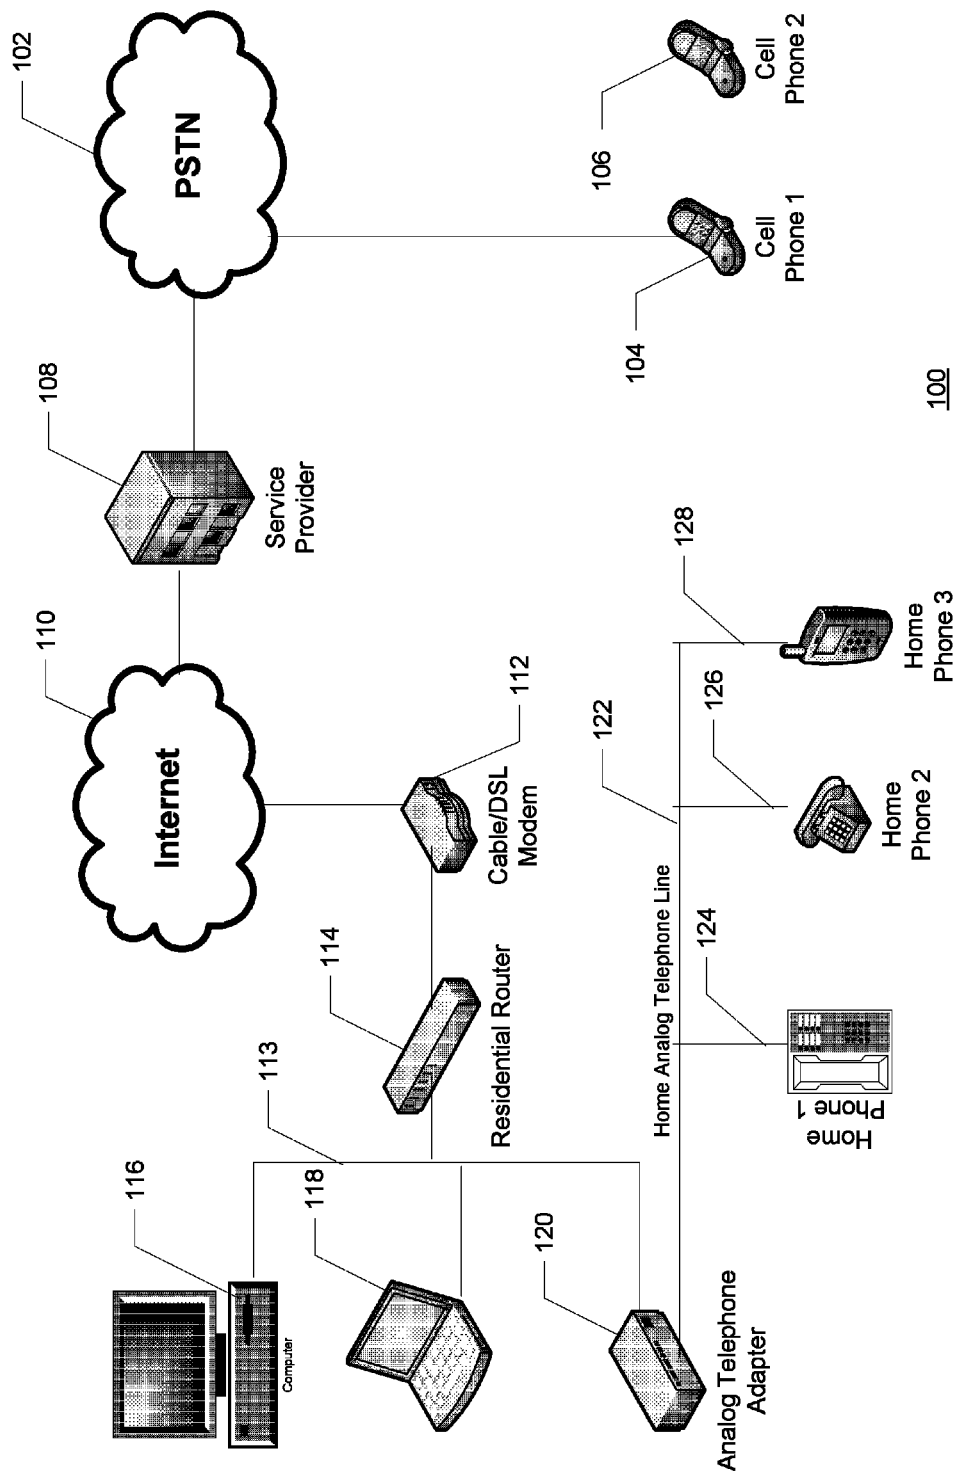 102
PSTN
106
Cell
Phone 2
104
Cell
Phone 1
108
Service
Provider
100
110
Internet
112
Cable/DSL
Modem
114
Residential Router
113
116
Computer
118
120
Analog Telephone
Adapter
Home Analog Telephone Line
122
124
Home
Phone 1
126
Home
Phone 2
128
Home
Phone 3